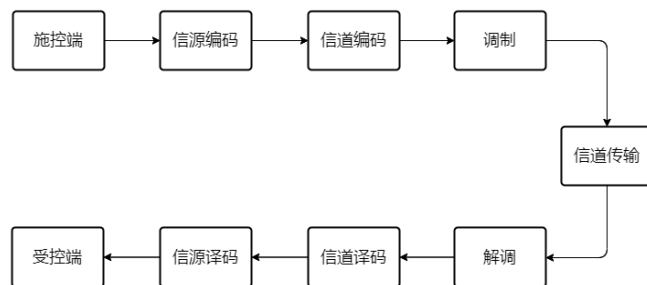 施控端
信源编码
信道编码
调制
信道传输
解调
信道译码
信源译码
受控端